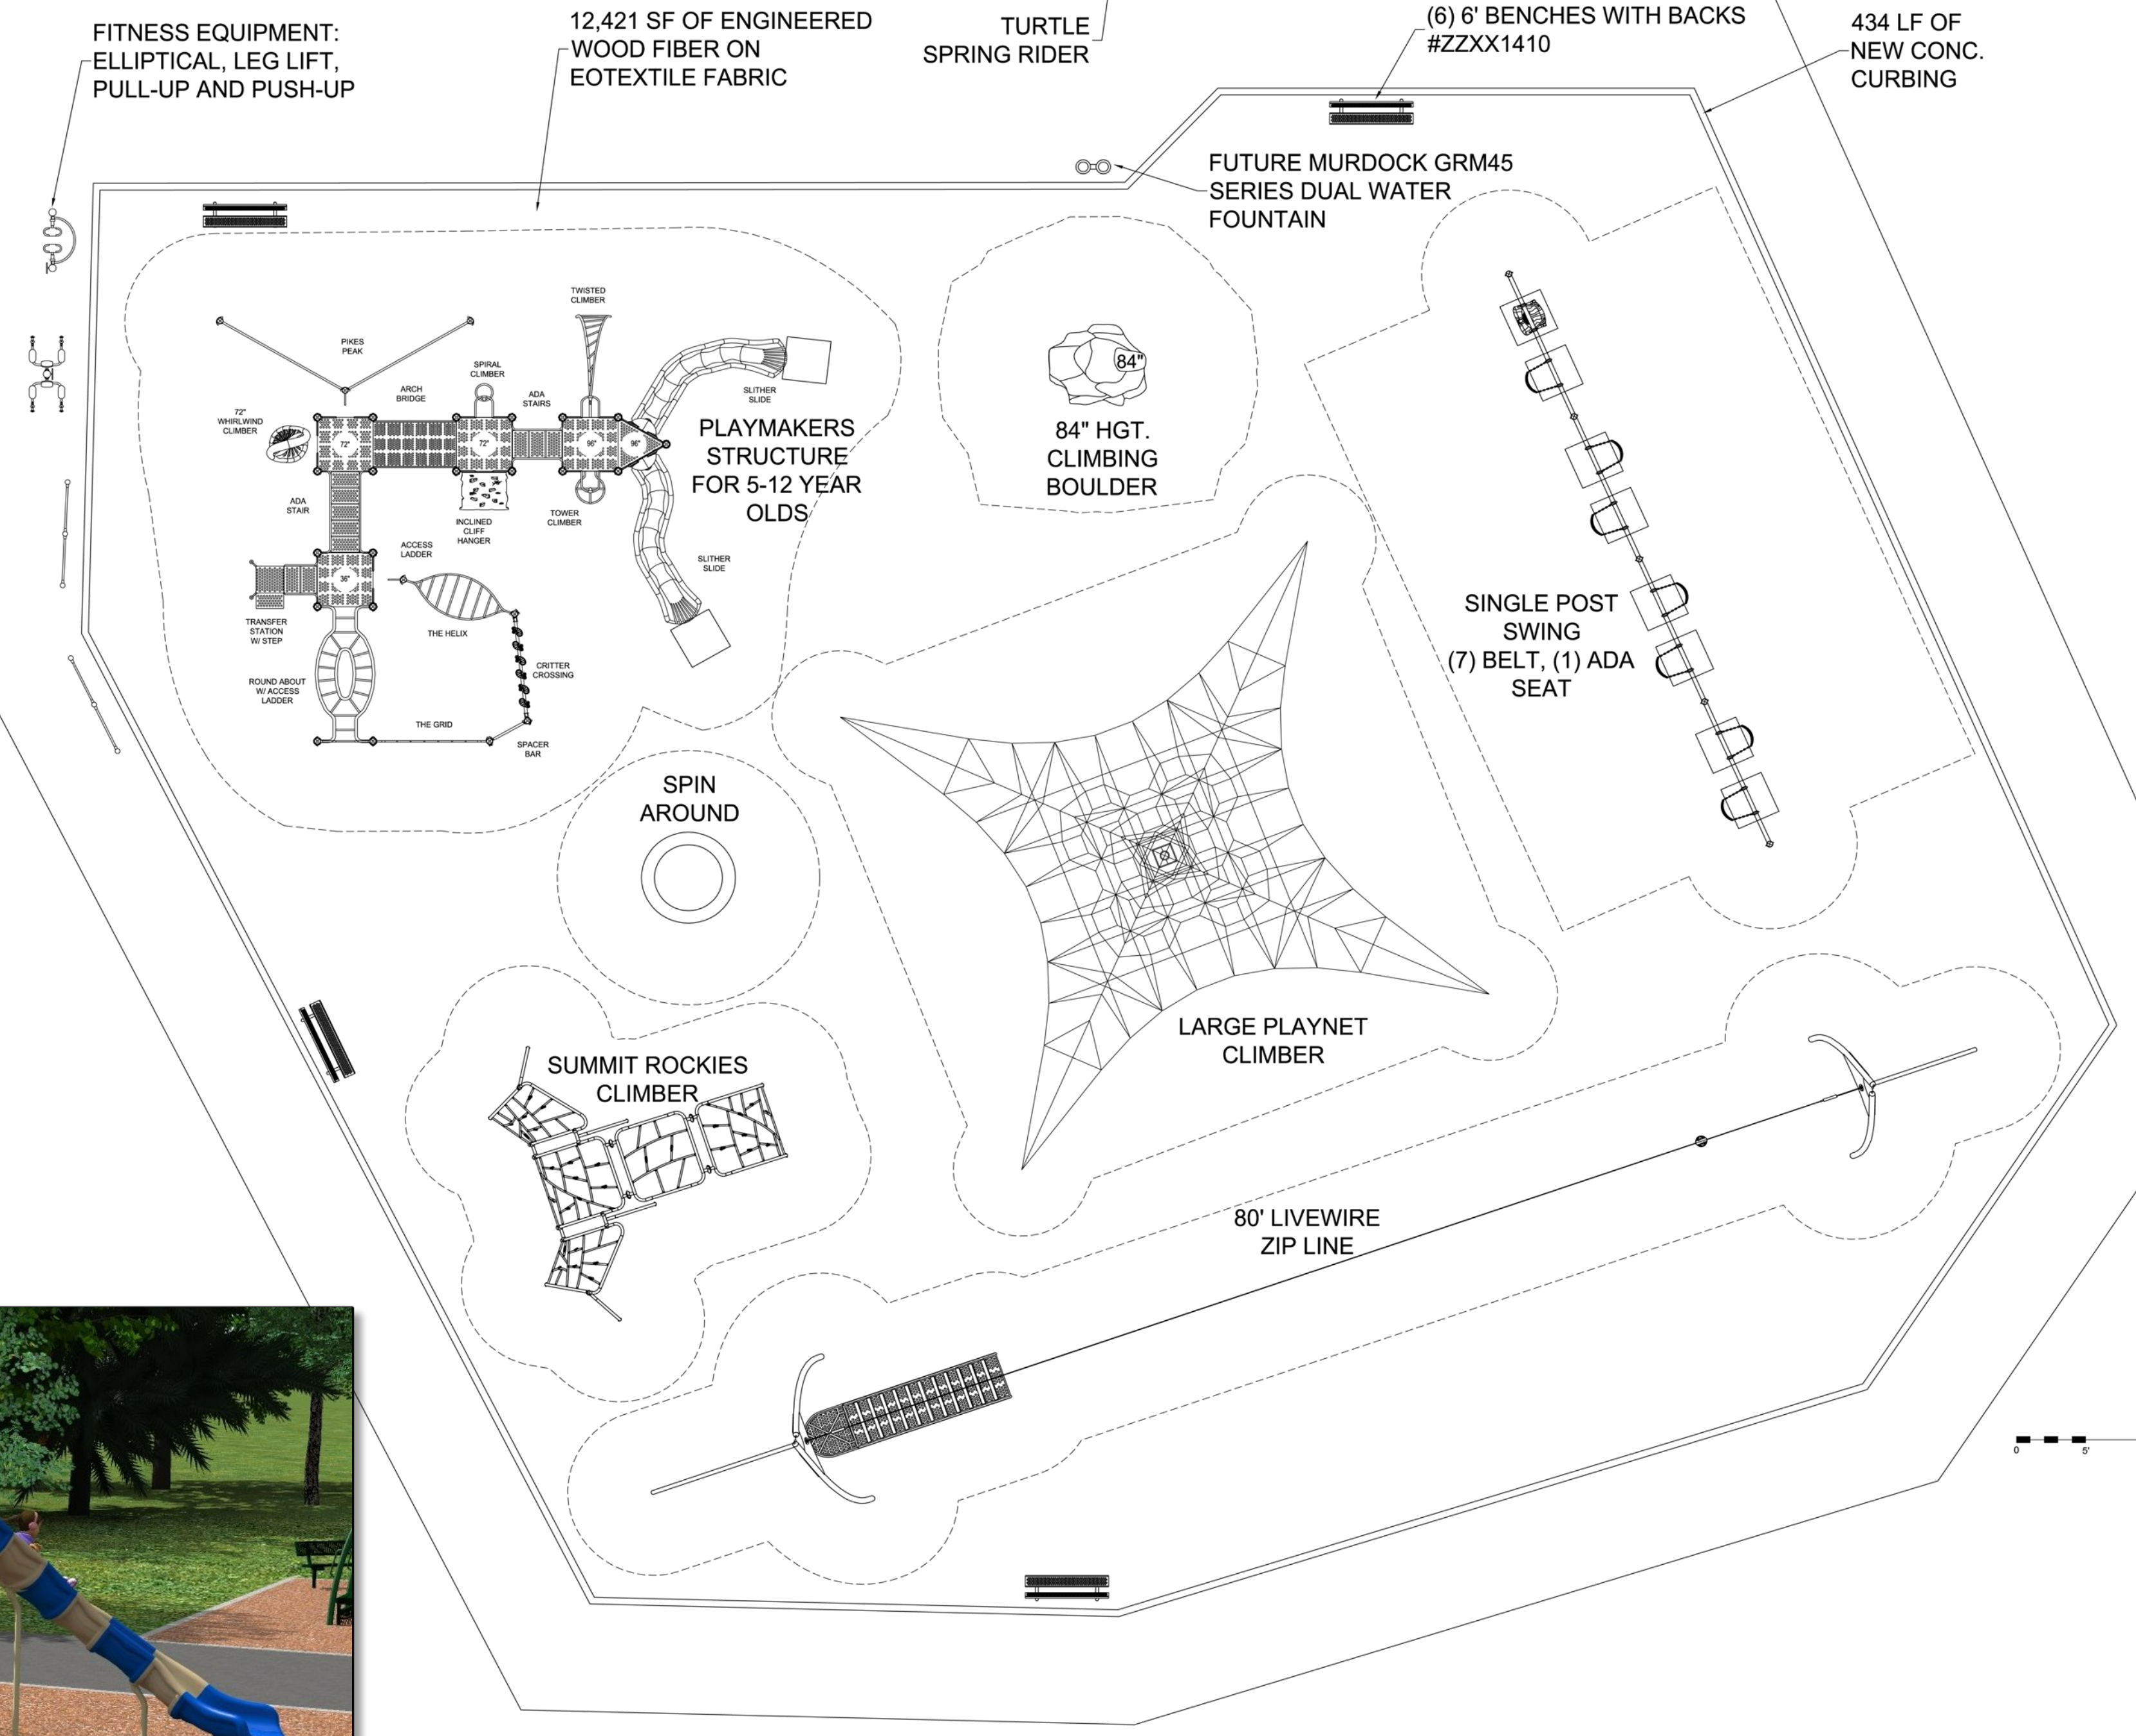 FITNESS EQUIPMENT:
ELLIPTICAL, LEG LIFT,
PULL-UP AND PUSH-UP
12,421 SF OF ENGINEERED
WOOD FIBER ON
EOTEXTILE FABRIC
TURTLE
SPRING RIDER
(6) 6' BENCHES WITH BACKS
#ZZXX1410
434 LF OF
NEW CONC.
CURBING
FUTURE MURDOCK GRM45
SERIES DUAL WATER
FOUNTAIN
TWISTED
CLIMBER
PIKES
PEAK
SPIRAL
CLIMBER
ARCH
BRIDGE
ADA
STAIRS
SLITHER
SLIDE
72"
WHIRLWIND
CLIMBER
72"
72"
96"
96"
PLAYMAKERS
STRUCTURE
FOR 5-12 YEAR
OLDS
84"
84" HGT.
CLIMBING
BOULDER
ADA
STAIR
INCLINED
CLIFF
HANGER
TOWER
CLIMBER
ACCESS
LADDER
SLITHER
SLIDE
36"
TRANSFER
STATION
W/ STEP
THE HELIX
CRITTER
CROSSING
ROUND ABOUT
W/ ACCESS
LADDER
THE GRID
SPACER
BAR
SINGLE POST
SWING
(7) BELT, (1) ADA
SEAT
SPIN
AROUND
LARGE PLAYNET
CLIMBER
SUMMIT ROCKIES
CLIMBER
80' LIVEWIRE
ZIP LINE
0 5'